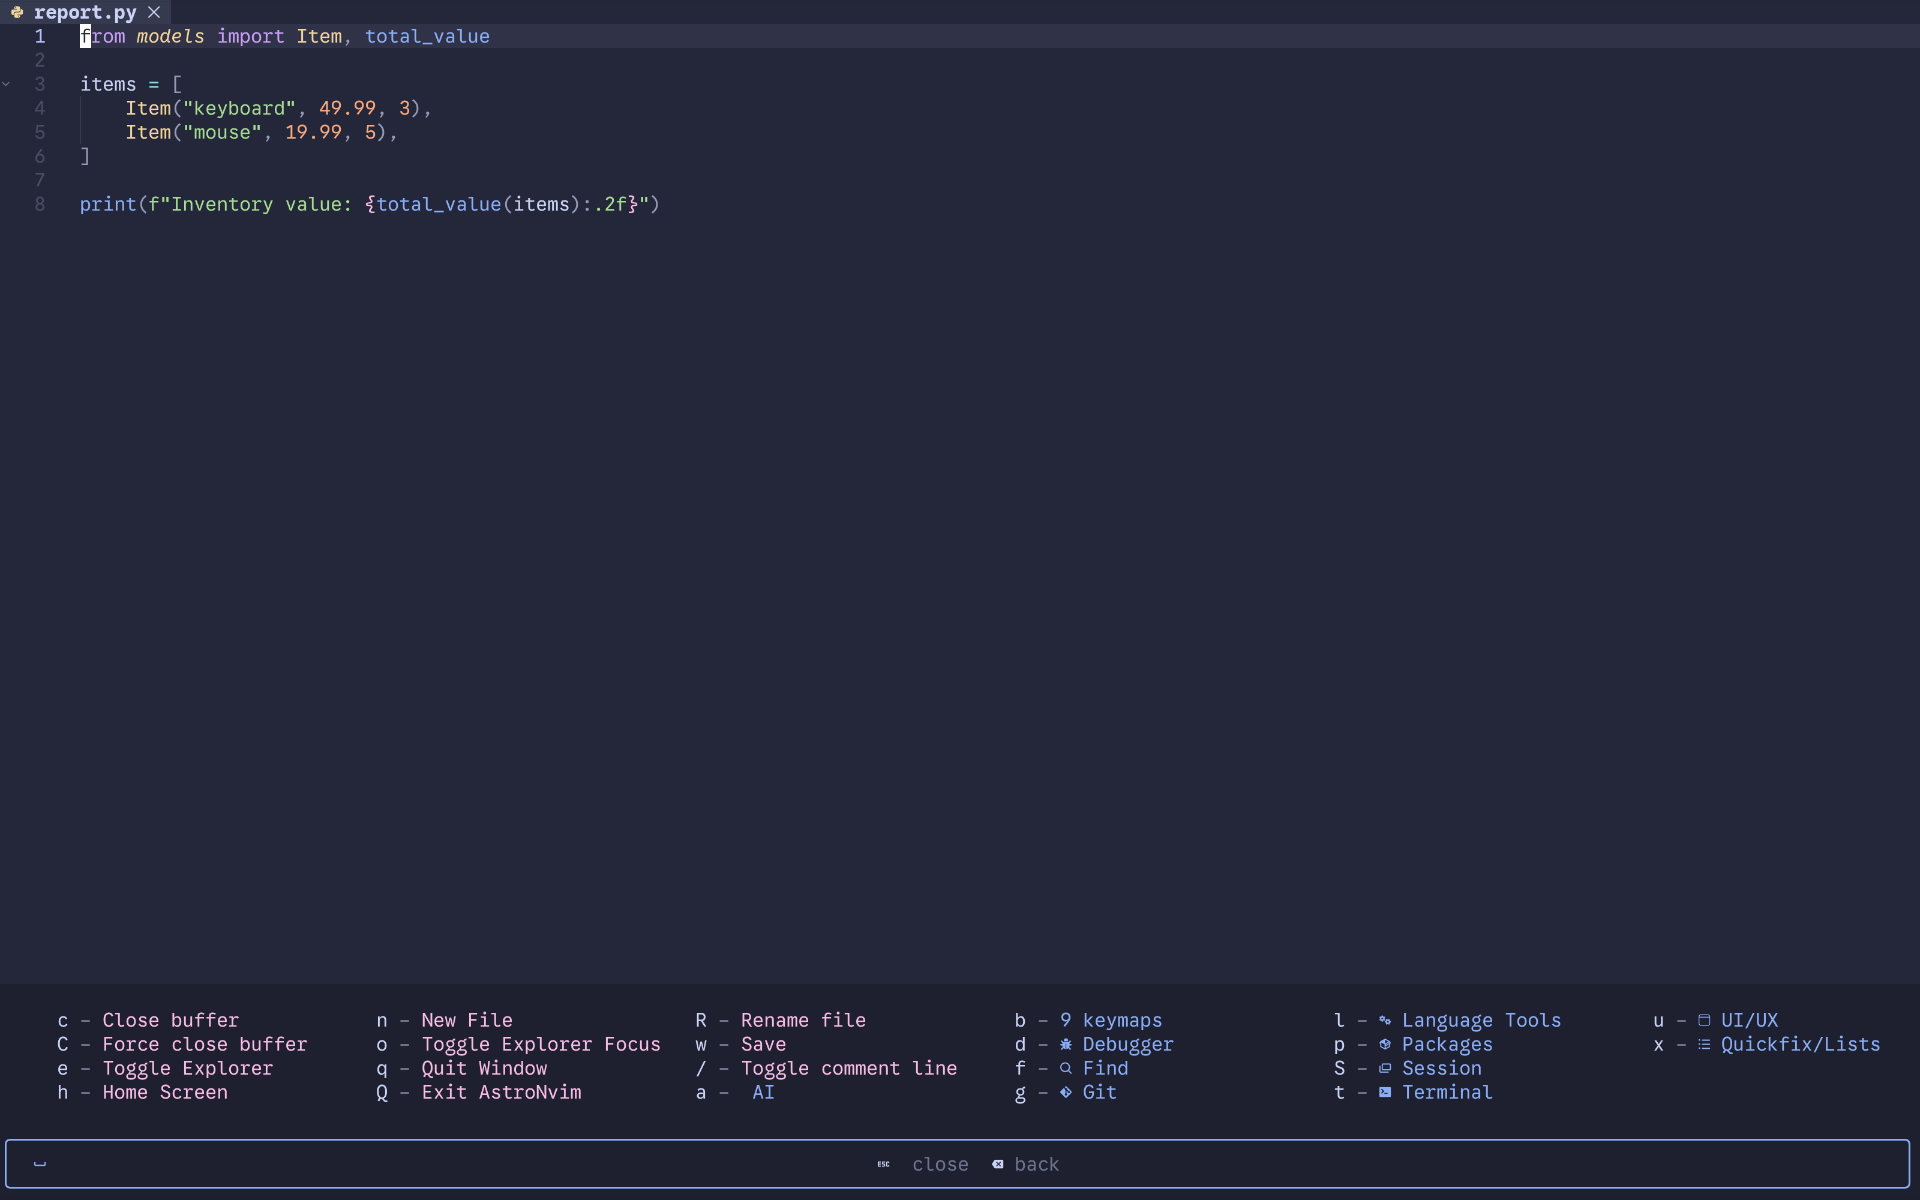 report.py
1 from models import Item, total_value
2
3 items = [
4     Item("keyboard", 49.99, 3),
5     Item("mouse", 19.99, 5),
6 ]
7
8 print(f"Inventory value: {total_value(items):.2f}")
c - Close buffer n - New File R - Rename file b - 9 keymaps l - Language Tools u - UI/UX
C - Force close buffer o - Toggle Explorer Focus w - Save d - Debugger p - Packages x - Quickfix/Lists
e - Toggle Explorer q - Quit Window / - Toggle comment line f - Find S - Session
h - Home Screen Q - Exit AstroNvim a - AI g - Git t - Terminal
ESC close back